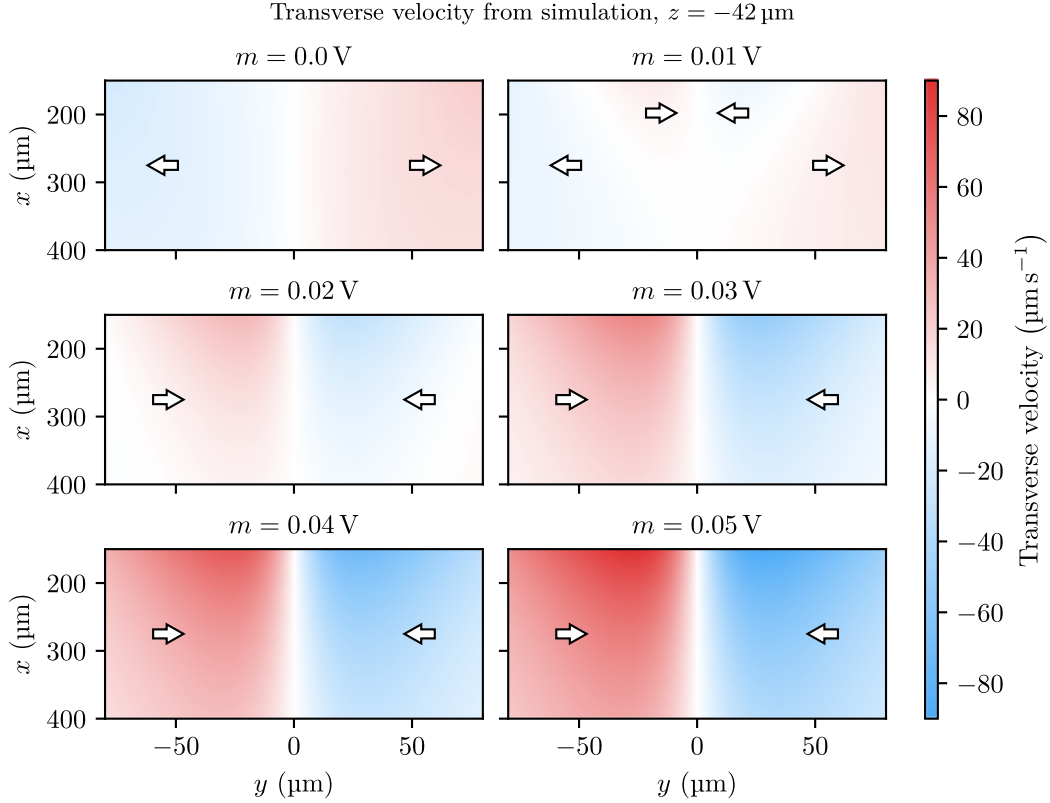 Transverse velocity from simulation, z = −42 µm
m = 0.0 V
m = 0.01 V
x (µm)
200
300
400
m = 0.02 V
m = 0.03 V
x (µm)
200
300
400
m = 0.04 V
m = 0.05 V
x (µm)
200
300
400
−50
0
50
−50
0
50
y (µm)
y (µm)
80
60
40
20
0
−20
−40
−60
−80
Transverse velocity (µm s⁻¹)